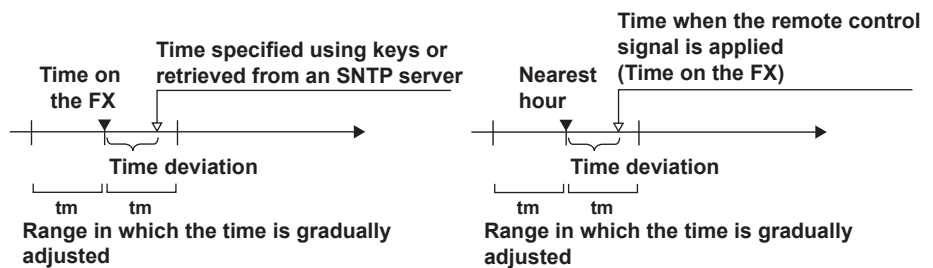 Time specified using keys or
retrieved from an SNTP server
Time on
the FX
Time deviation
tm
tm
Range in which the time is gradually
adjusted
Time when the remote control
signal is applied
(Time on the FX)
Nearest
hour
Time deviation
tm
tm
Range in which the time is gradually
adjusted